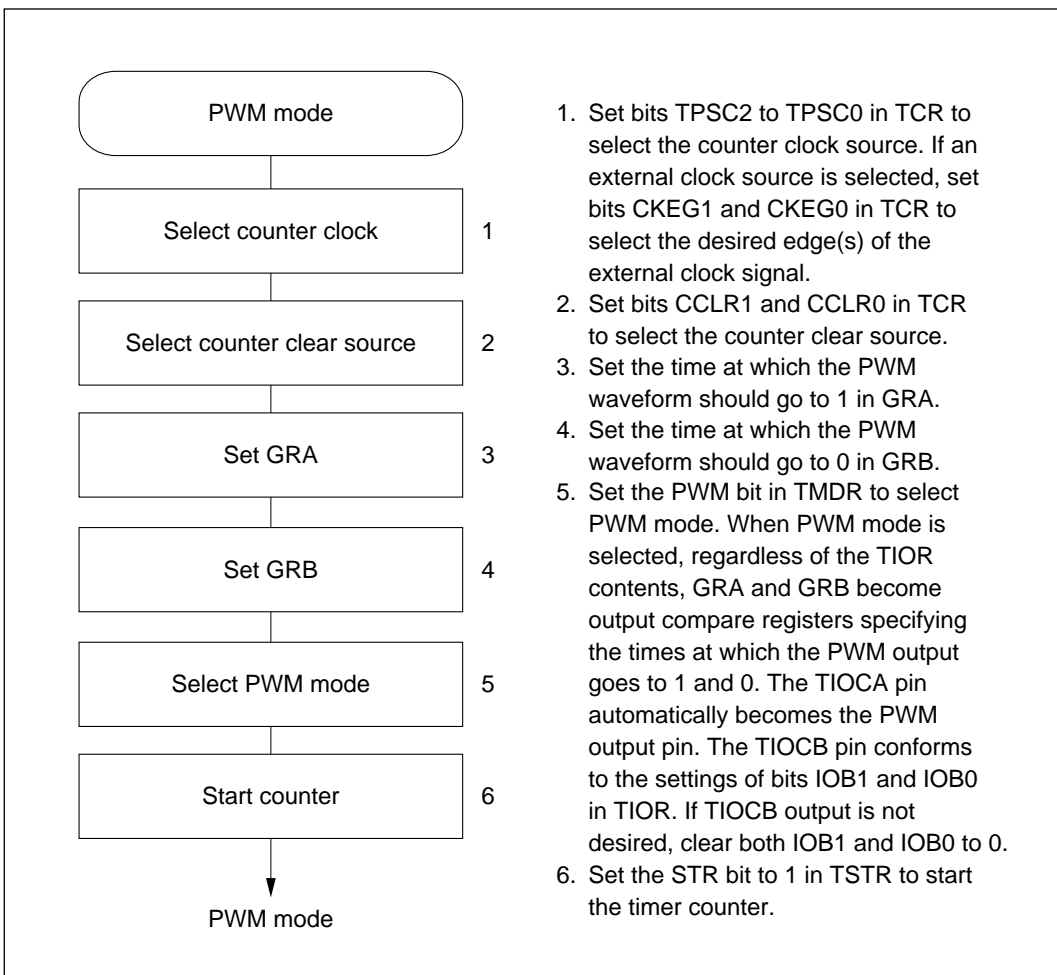 PWM mode
Select counter clock
1
Select counter clear source
2
Set GRA
3
Set GRB
4
Select PWM mode
5
Start counter
6
PWM mode
1. Set bits TPSC2 to TPSC0 in TCR to
select the counter clock source. If an
external clock source is selected, set
bits CKEG1 and CKEG0 in TCR to
select the desired edge(s) of the
external clock signal.
2. Set bits CCLR1 and CCLR0 in TCR
to select the counter clear source.
3. Set the time at which the PWM
waveform should go to 1 in GRA.
4. Set the time at which the PWM
waveform should go to 0 in GRB.
5. Set the PWM bit in TMDR to select
PWM mode. When PWM mode is
selected, regardless of the TIOR
contents, GRA and GRB become
output compare registers specifying
the times at which the PWM output
goes to 1 and 0. The TIOCA pin
automatically becomes the PWM
output pin. The TIOCB pin conforms
to the settings of bits IOB1 and IOB0
in TIOR. If TIOCB output is not
desired, clear both IOB1 and IOB0 to 0.
6. Set the STR bit to 1 in TSTR to start
the timer counter.